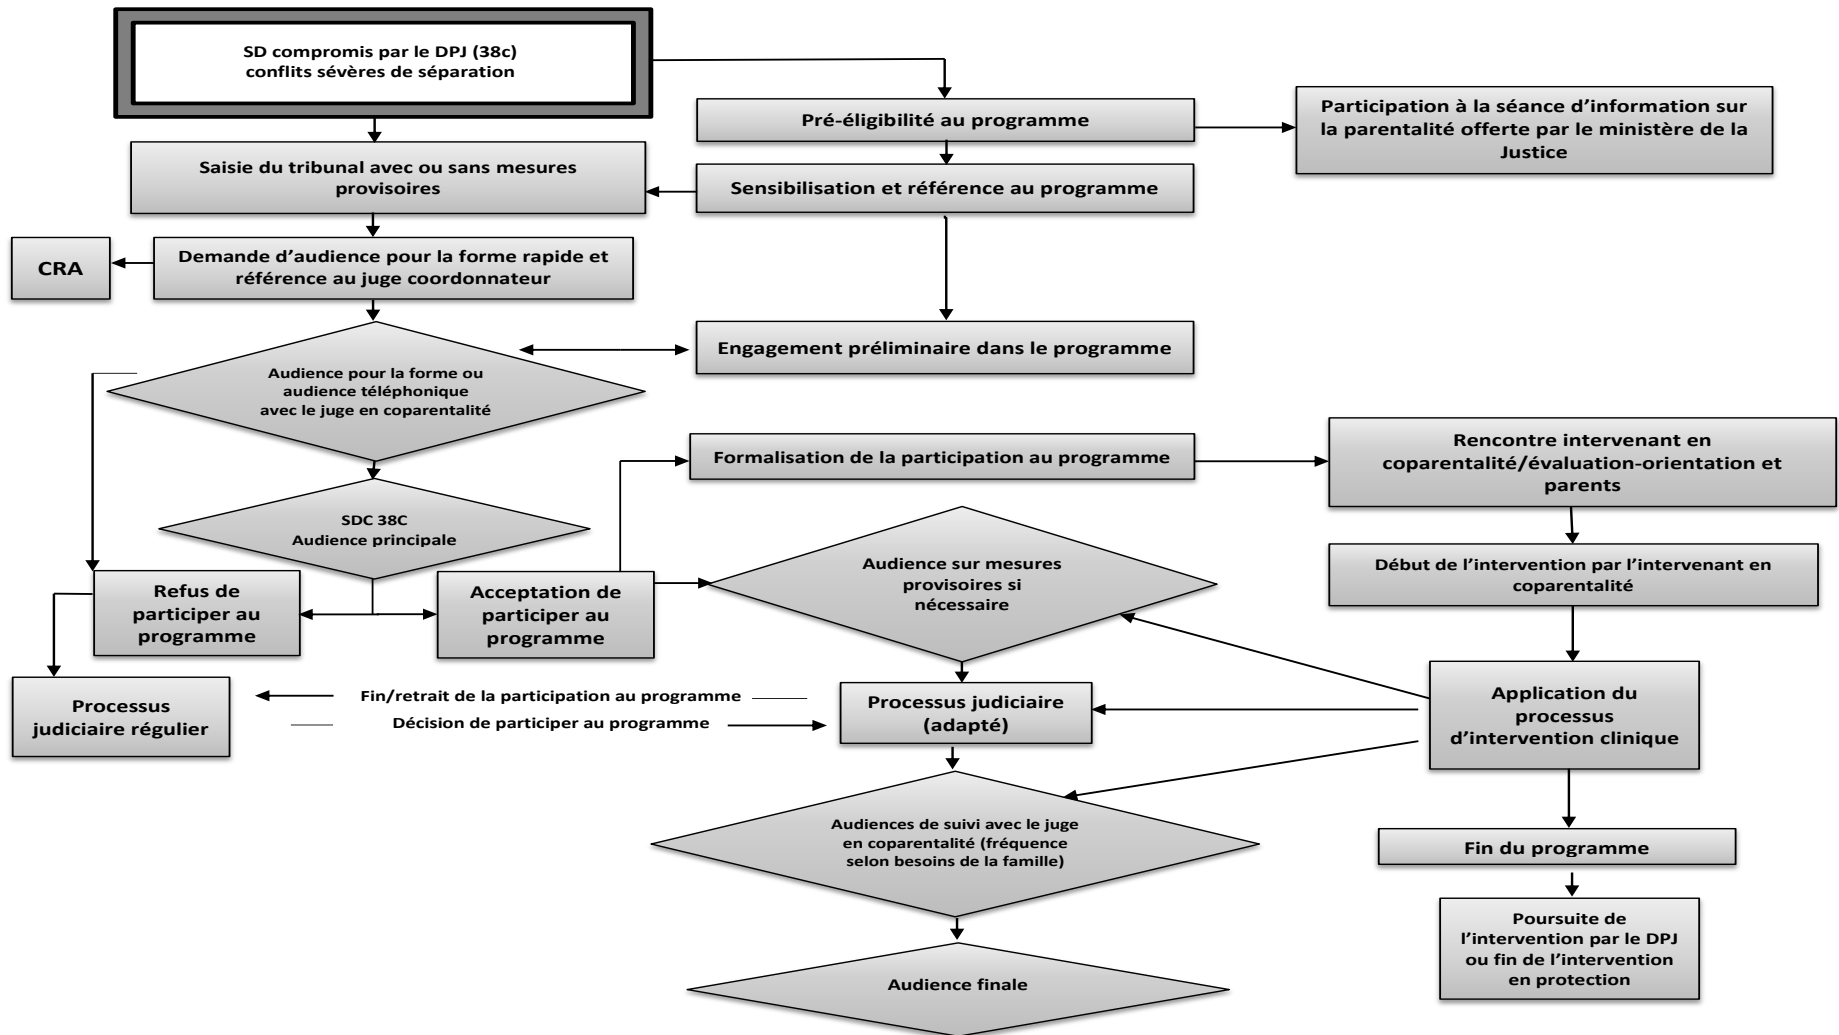 SD compromis par le DPJ (38c)
conflits sévères de séparation
Pré-éligibilité au programme
Participation à la séance d'information sur
la parentalité offerte par le ministère de la
Justice
Saisie du tribunal avec ou sans mesures
provisoires
Sensibilisation et référence au programme
CRA
Demande d'audience pour la forme rapide et
référence au juge coordonnateur
Engagement préliminaire dans le programme
Audience pour la forme ou
audience téléphonique
avec le juge en coparentalité
Formalisation de la participation au programme
Rencontre intervenant en
coparentalité/évaluation-orientation et
parents
SDC 38C
Audience principale
Audience sur mesures
provisoires si
nécessaire
Début de l'intervention par l'intervenant en
coparentalité
Refus de
participer au
programme
Acceptation de
participer au
programme
Processus
judiciaire régulier
Fin/retrait de la participation au programme
Décision de participer au programme
Processus judiciaire
(adapté)
Application du
processus
d'intervention clinique
Audiences de suivi avec le juge
en coparentalité (fréquence
selon besoins de la famille)
Fin du programme
Poursuite de
l'intervention par le DPJ
ou fin de l'intervention
en protection
Audience finale